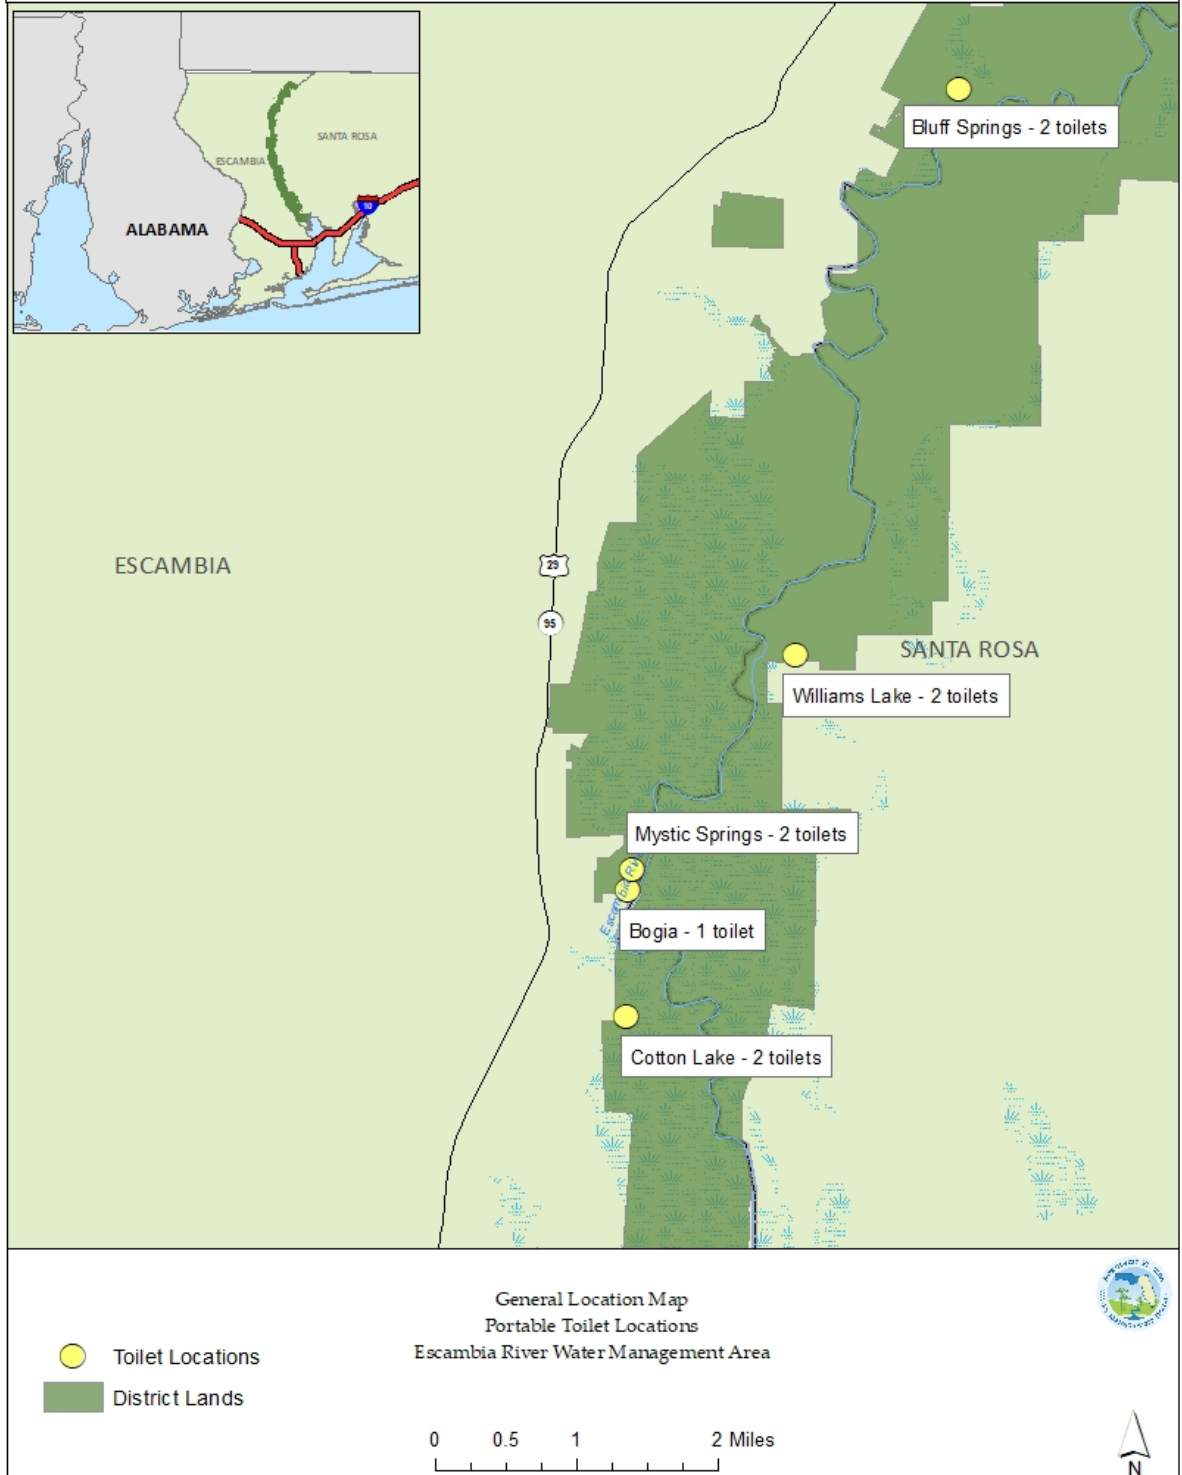 SANTA ROSA
ESCAMBIA
10
ALABAMA
Bluff Springs - 2 toilets
ESCAMBIA
29
95
SANTA ROSA
Williams Lake - 2 toilets
Mystic Springs - 2 toilets
Bogia - 1 toilet
Cotton Lake - 2 toilets
General Location Map
Portable Toilet Locations
Escambia River Water Management Area
Toilet Locations
District Lands
0 0.5 1 2 Miles
N